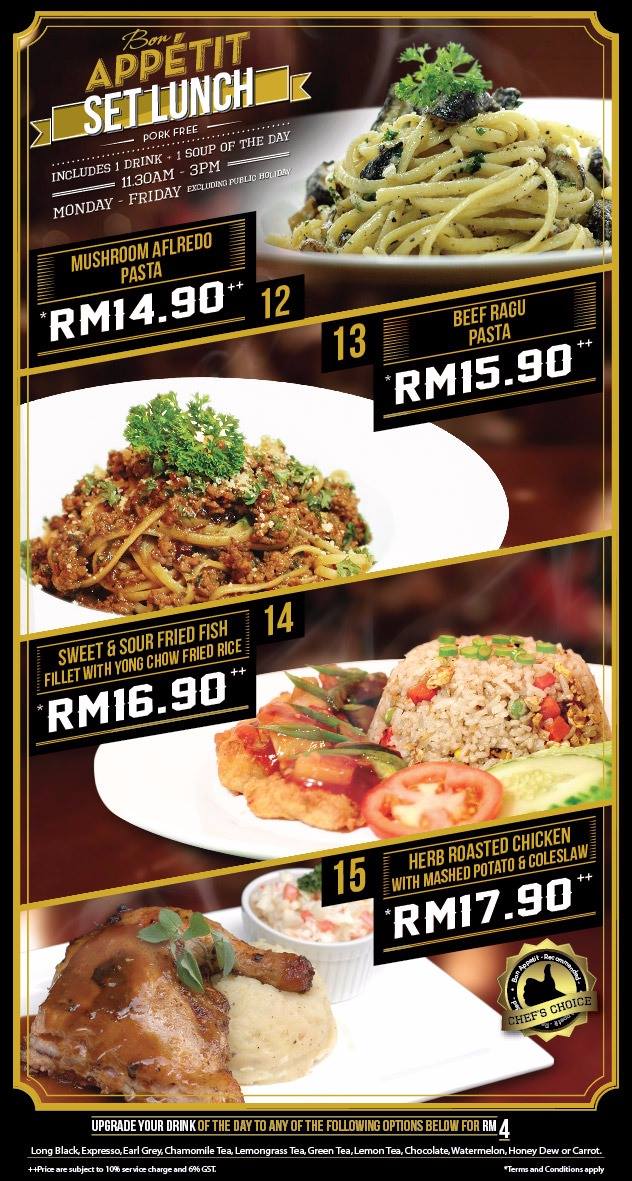 Bon
APPÉTIT
SET LUNCH
PORK FREE
INCLUDES 1 DRINK + 1 SOUP OF THE DAY
11.30AM - 3PM
MONDAY - FRIDAY EXCLUDING PUBLIC HOLIDAY
MUSHROOM AFLREDO
PASTA
*RM14.90++
12
13
BEEF RAGU
PASTA
*RM15.90++
14
SWEET & SOUR FRIED FISH
FILLET WITH YONG CHOW FRIED RICE
*RM16.90++
15
HERB ROASTED CHICKEN
WITH MASHED POTATO & COLESLAW
*RM17.90++
Bon Appetit - Recommended
CHEF'S CHOICE
UPGRADE YOUR DRINK OF THE DAY TO ANY OF THE FOLLOWING OPTIONS BELOW FOR RM 4
Long Black, Expresso, Earl Grey, Chamomile Tea, Lemongrass Tea, Green Tea, Lemon Tea, Chocolate, Watermelon, Honey Dew or Carrot.
++Price are subject to 10% service charge and 6% GST.
*Terms and Conditions apply